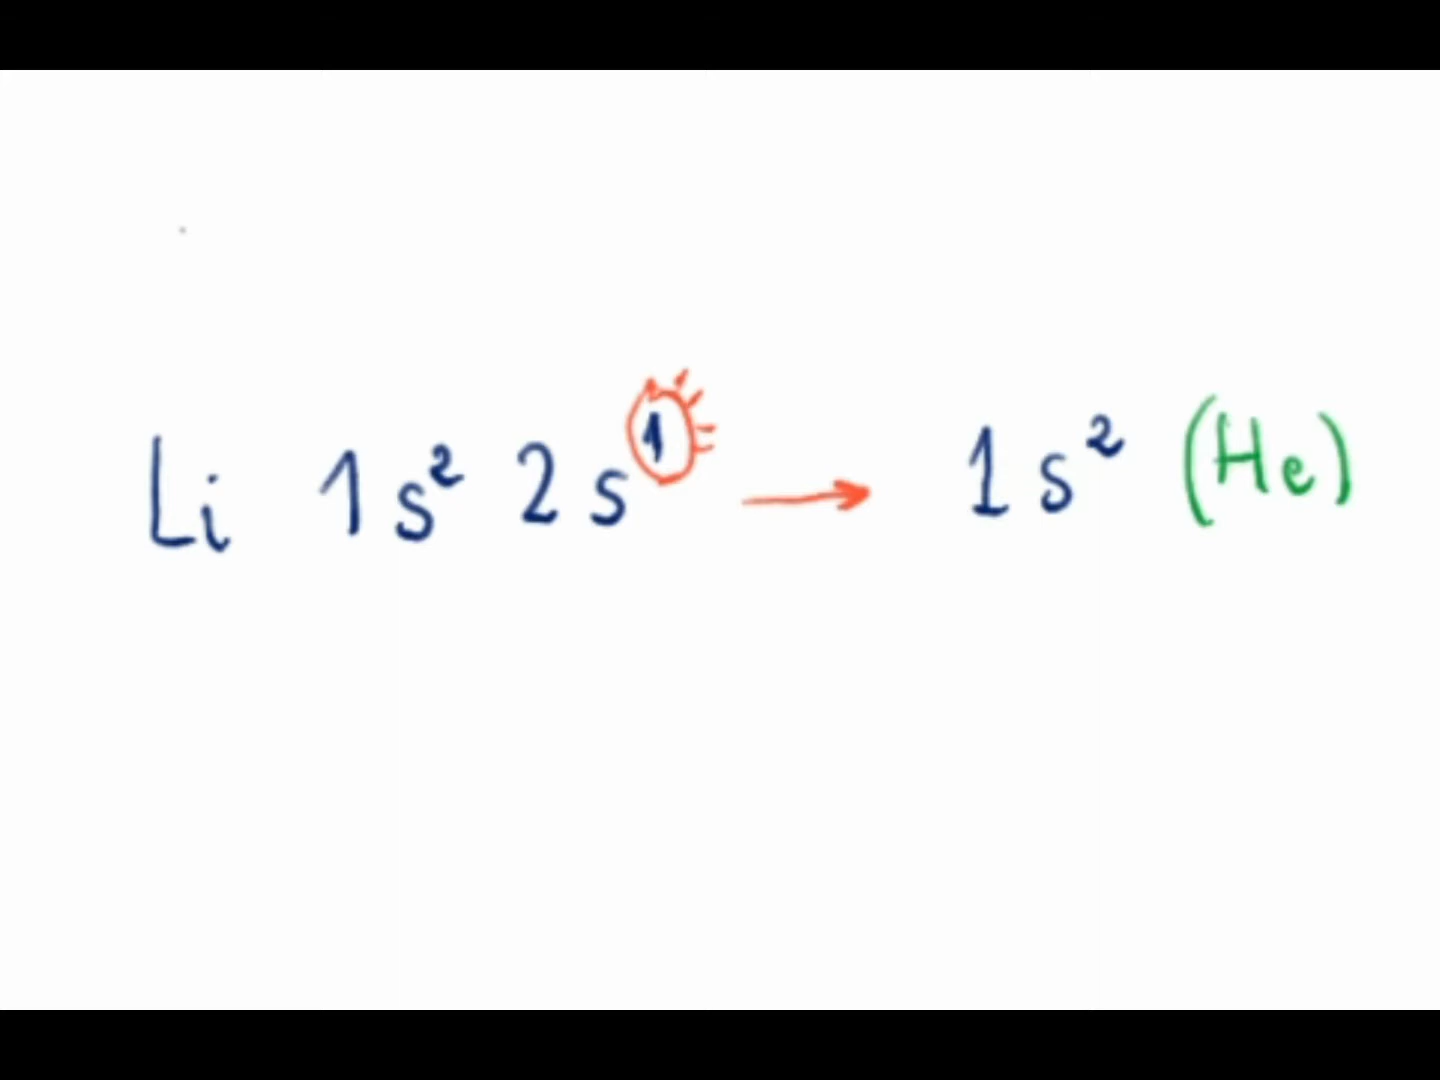 Li 1s² 2s¹ → 1s² (He)